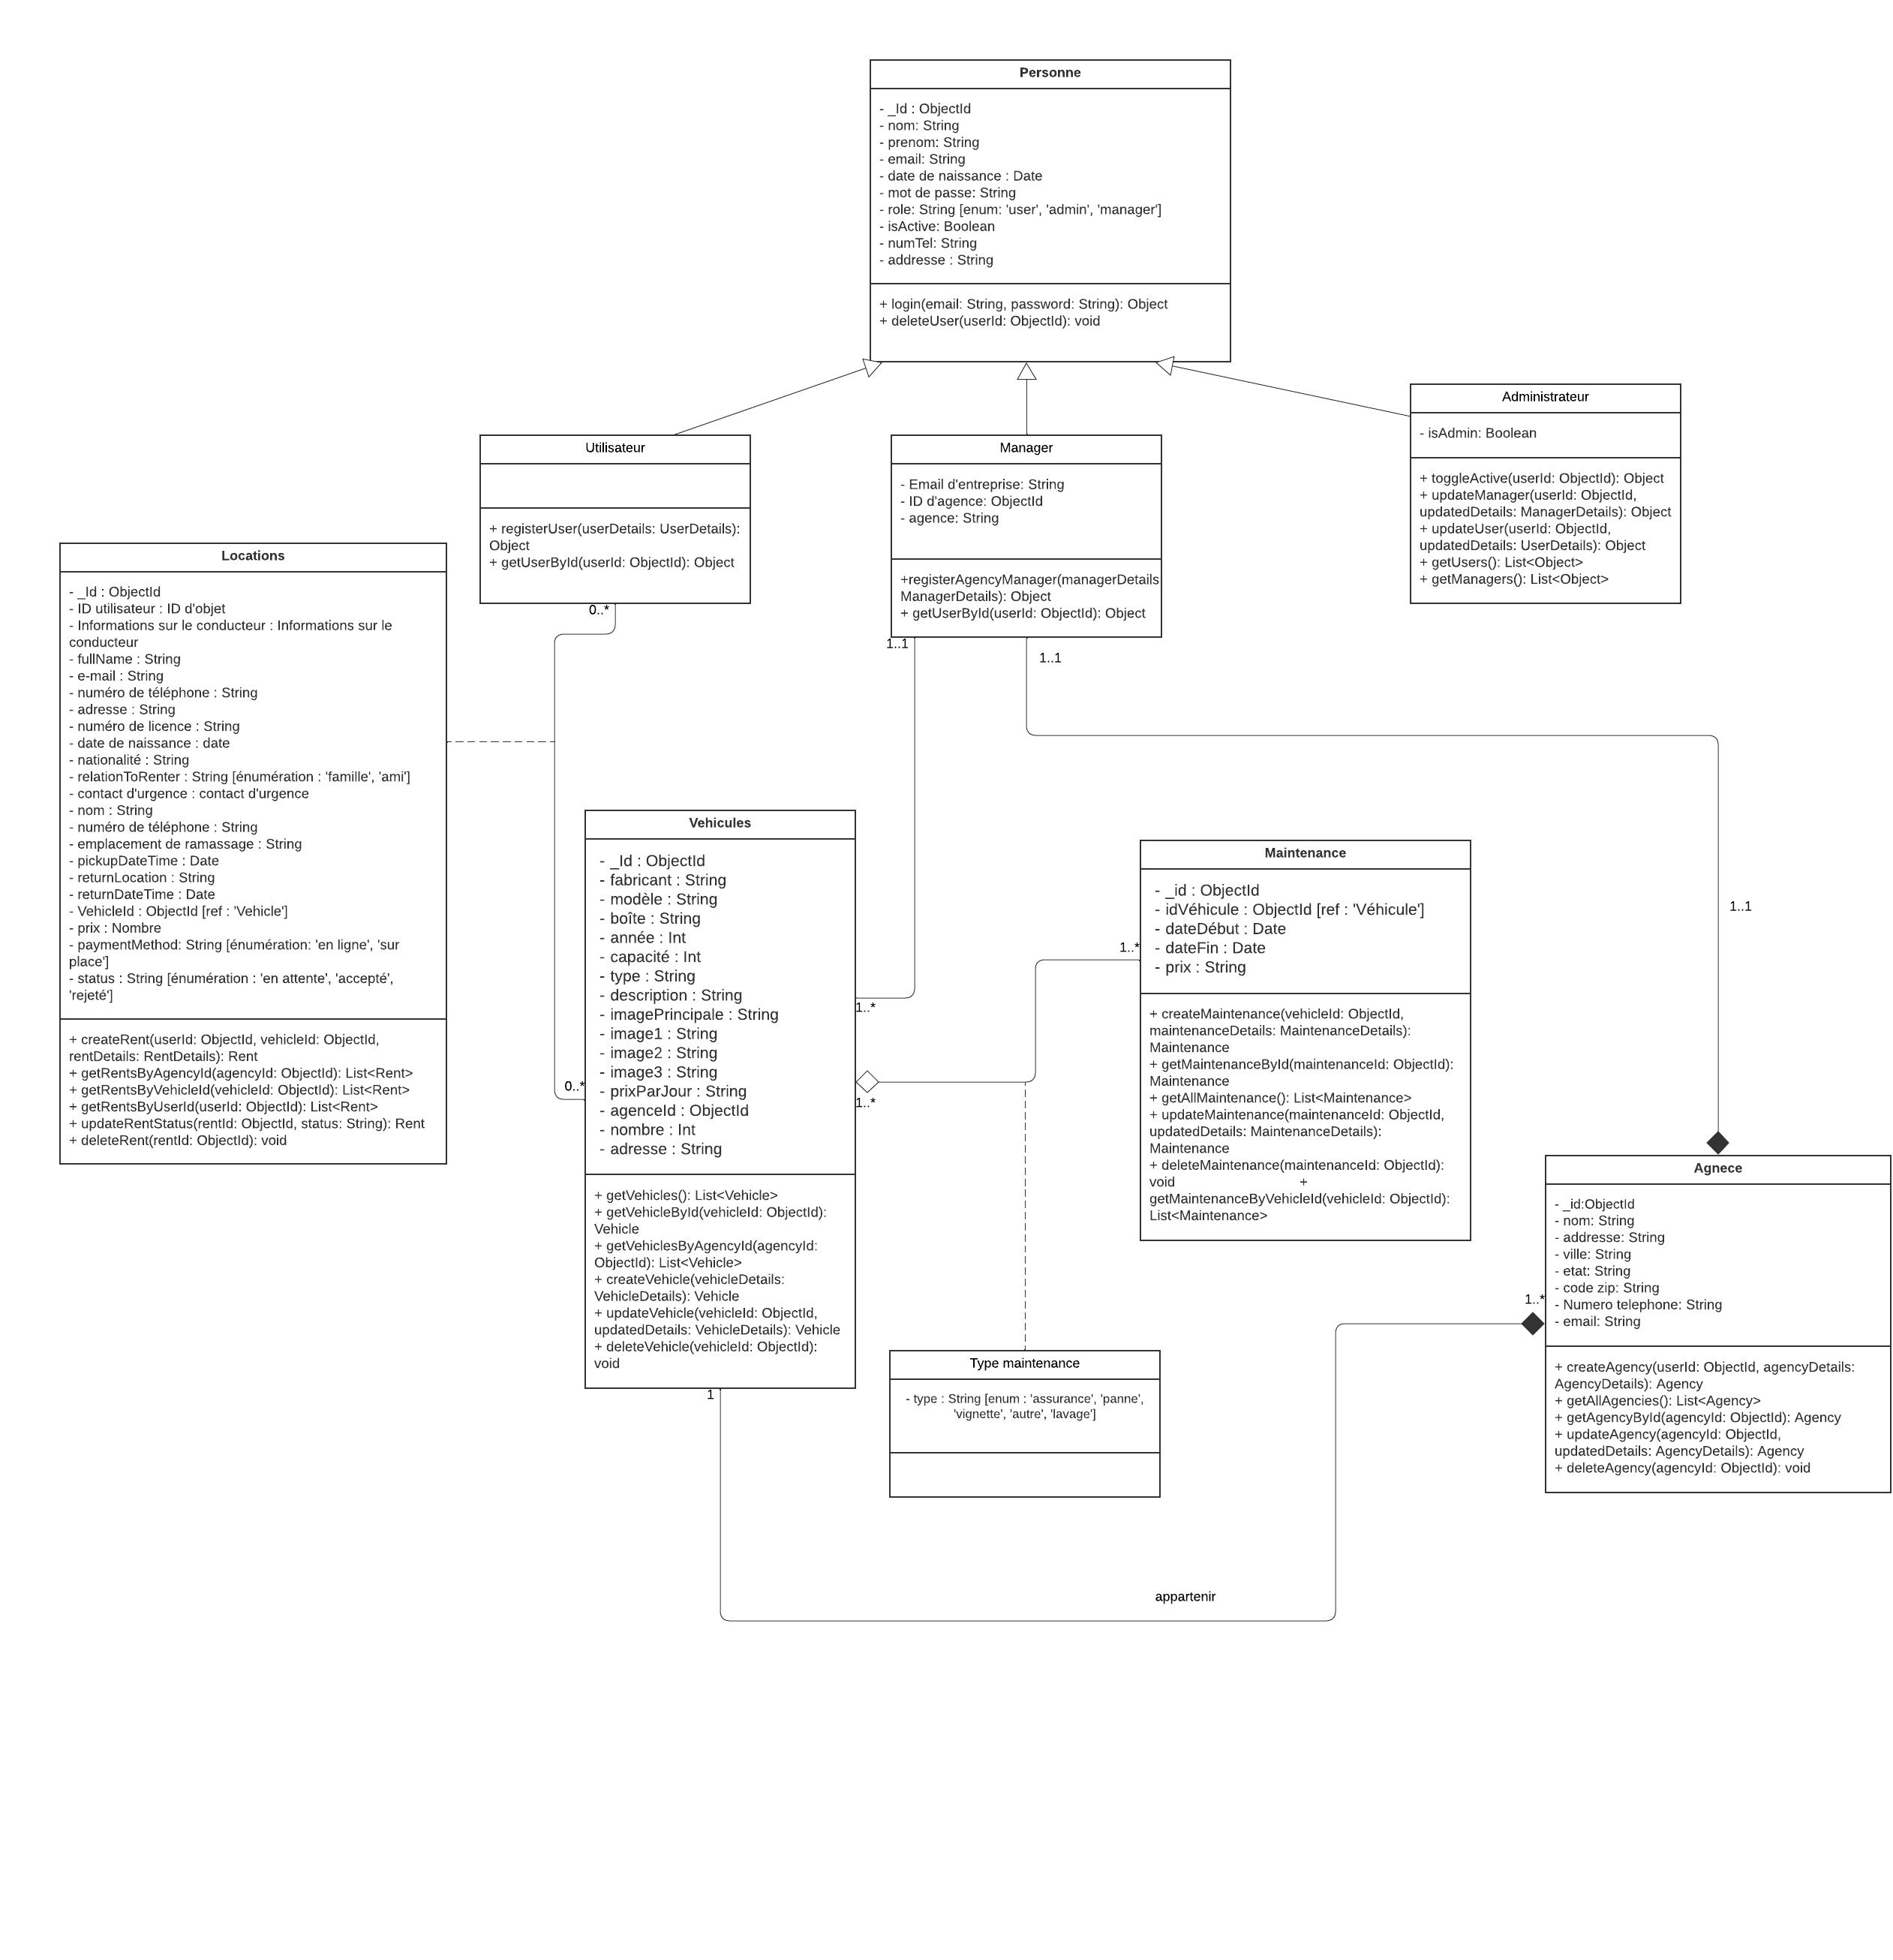 Personne
- _Id : ObjectId
- nom: String
- prenom: String
- email: String
- date de naissance : Date
- mot de passe: String
- role: String [enum: 'user', 'admin', 'manager']
- isActive: Boolean
- numTel: String
- addresse : String
+ login(email: String, password: String): Object
+ deleteUser(userId: ObjectId): void
Administrateur
- isAdmin: Boolean
+ toggleActive(userId: ObjectId): Object
+ updateManager(userId: ObjectId,
updatedDetails: ManagerDetails): Object
+ updateUser(userId: ObjectId,
updatedDetails: UserDetails): Object
+ getUsers(): List<Object>
+ getManagers(): List<Object>
Utilisateur
+ registerUser(userDetails: UserDetails):
Object
+ getUserById(userId: ObjectId): Object
0..*
Manager
- Email d'entreprise: String
- ID d'agence: ObjectId
- agence: String
+registerAgencyManager(managerDetails
ManagerDetails): Object
+ getUserById(userId: ObjectId): Object
1..1
1..1
Locations
- _Id : ObjectId
- ID utilisateur : ID d'objet
- Informations sur le conducteur : Informations sur le
conducteur
- fullName : String
- e-mail : String
- numéro de téléphone : String
- adresse : String
- numéro de licence : String
- date de naissance : date
- nationalité : String
- relationToRenter : String [énumération : 'famille', 'ami']
- contact d'urgence : contact d'urgence
- nom : String
- numéro de téléphone : String
- emplacement de ramassage : String
- pickupDateTime : Date
- returnLocation : String
- returnDateTime : Date
- VehicleId : ObjectId [ref : 'Vehicle']
- prix : Nombre
- paymentMethod: String [énumération: 'en ligne', 'sur
place']
- status : String [énumération : 'en attente', 'accepté',
'rejeté']
+ createRent(userId: ObjectId, vehicleId: ObjectId,
rentDetails: RentDetails): Rent
+ getRentsByAgencyId(agencyId: ObjectId): List<Rent>
+ getRentsByVehicleId(vehicleId: ObjectId): List<Rent>
+ getRentsByUserId(userId: ObjectId): List<Rent>
+ updateRentStatus(rentId: ObjectId, status: String): Rent
+ deleteRent(rentId: ObjectId): void
Vehicules
- _Id : ObjectId
- fabricant : String
- modèle : String
- boîte : String
- année : Int
- capacité : Int
- type : String
- description : String
- imagePrincipale : String
- image1 : String
- image2 : String
- image3 : String
- prixParJour : String
- agenceId : ObjectId
- nombre : Int
- adresse : String
+ getVehicles(): List<Vehicle>
+ getVehicleById(vehicleId: ObjectId):
Vehicle
+ getVehiclesByAgencyId(agencyId:
ObjectId): List<Vehicle>
+ createVehicle(vehicleDetails:
VehicleDetails): Vehicle
+ updateVehicle(vehicleId: ObjectId,
updatedDetails: VehicleDetails): Vehicle
+ deleteVehicle(vehicleId: ObjectId):
void
0..*
1..*
1..*
1
Maintenance
- _id : ObjectId
- idVéhicule : ObjectId [ref : 'Véhicule']
- dateDébut : Date
- dateFin : Date
- prix : String
+ createMaintenance(vehicleId: ObjectId,
maintenanceDetails: MaintenanceDetails):
Maintenance
+ getMaintenanceById(maintenanceId: ObjectId):
Maintenance
+ getAllMaintenance(): List<Maintenance>
+ updateMaintenance(maintenanceId: ObjectId,
updatedDetails: MaintenanceDetails):
Maintenance
+ deleteMaintenance(maintenanceId: ObjectId):
void +
getMaintenanceByVehicleId(vehicleId: ObjectId):
List<Maintenance>
1..*
1..1
Agnece
- _id:ObjectId
- nom: String
- addresse: String
- ville: String
- etat: String
- code zip: String
- Numero telephone: String
- email: String
+ createAgency(userId: ObjectId, agencyDetails:
AgencyDetails): Agency
+ getAllAgencies(): List<Agency>
+ getAgencyById(agencyId: ObjectId): Agency
+ updateAgency(agencyId: ObjectId,
updatedDetails: AgencyDetails): Agency
+ deleteAgency(agencyId: ObjectId): void
1..*
Type maintenance
- type : String [enum : 'assurance', 'panne',
'vignette', 'autre', 'lavage']
appartenir